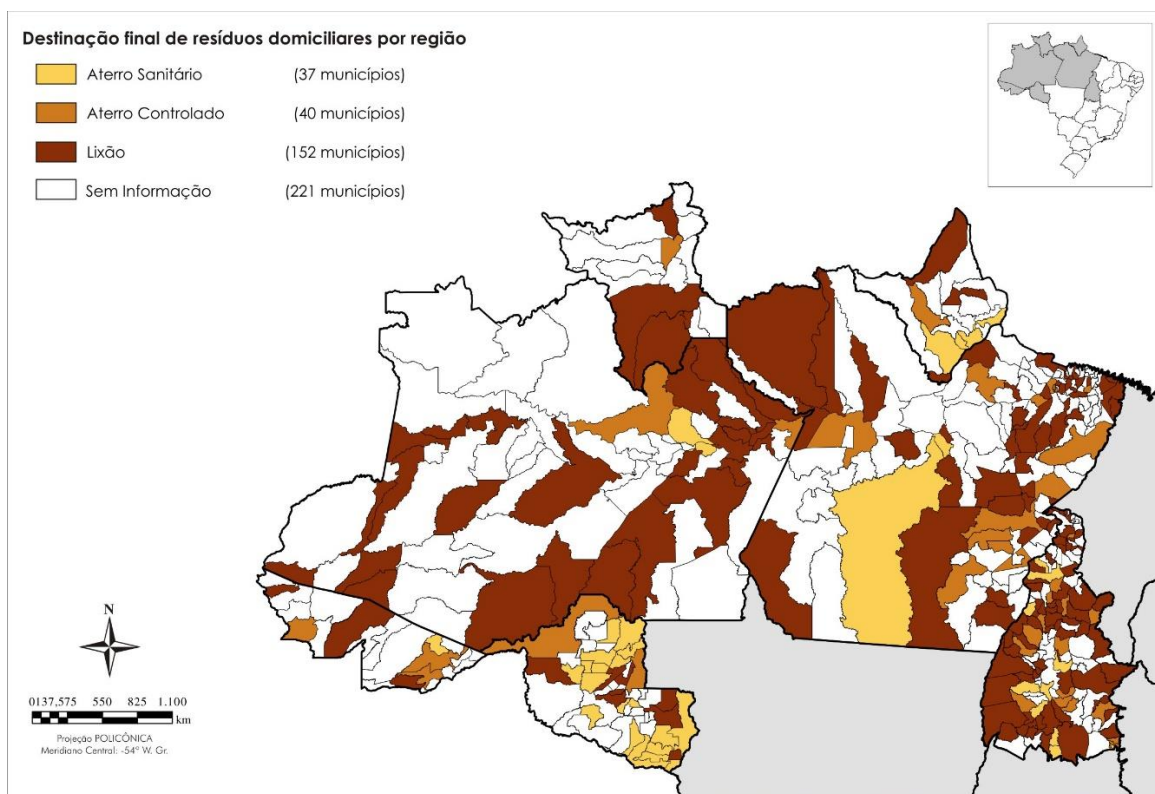 Destinação final de resíduos domiciliares por região
Aterro Sanitário (37 municípios)
Aterro Controlado (40 municípios)
Lixão (152 municípios)
Sem Informação (221 municípios)
N
0137,575 550 825 1.100
km
Projeção POLICÔNICA
Meridiano Central: -54° W. Gr.